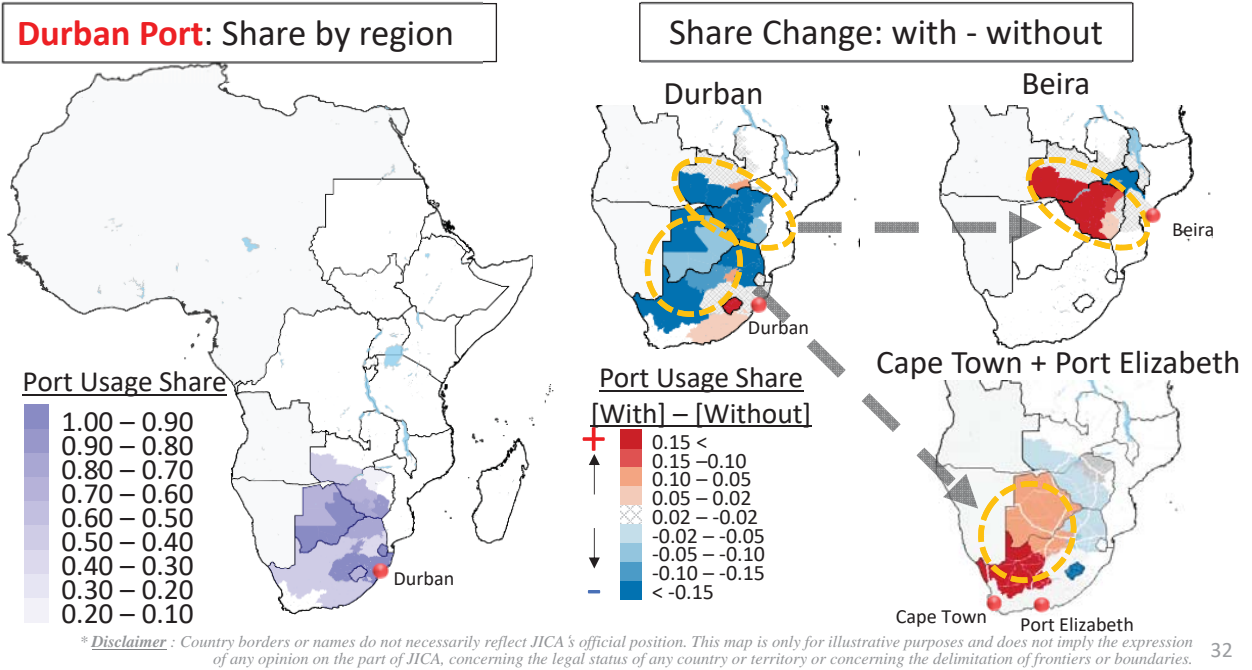 Durban Port: Share by region
Share Change: with - without
Durban
Beira
Beira
Durban
Cape Town + Port Elizabeth
Port Usage Share
1.00 – 0.90
0.90 – 0.80
0.80 – 0.70
0.70 – 0.60
0.60 – 0.50
0.50 – 0.40
0.40 – 0.30
0.30 – 0.20
0.20 – 0.10
Durban
Port Usage Share
[With] – [Without]
+
0.15 <
0.15 –0.10
0.10 – 0.05
0.05 – 0.02
0.02 – -0.02
-0.02 – -0.05
-0.05 – -0.10
-0.10 – -0.15
< -0.15
–
Cape Town
Port Elizabeth
* Disclaimer : Country borders or names do not necessarily reflect JICA's official position. This map is only for illustrative purposes and does not imply the expression
of any opinion on the part of JICA, concerning the legal status of any country or territory or concerning the delimitation of frontiers or boundaries.
32